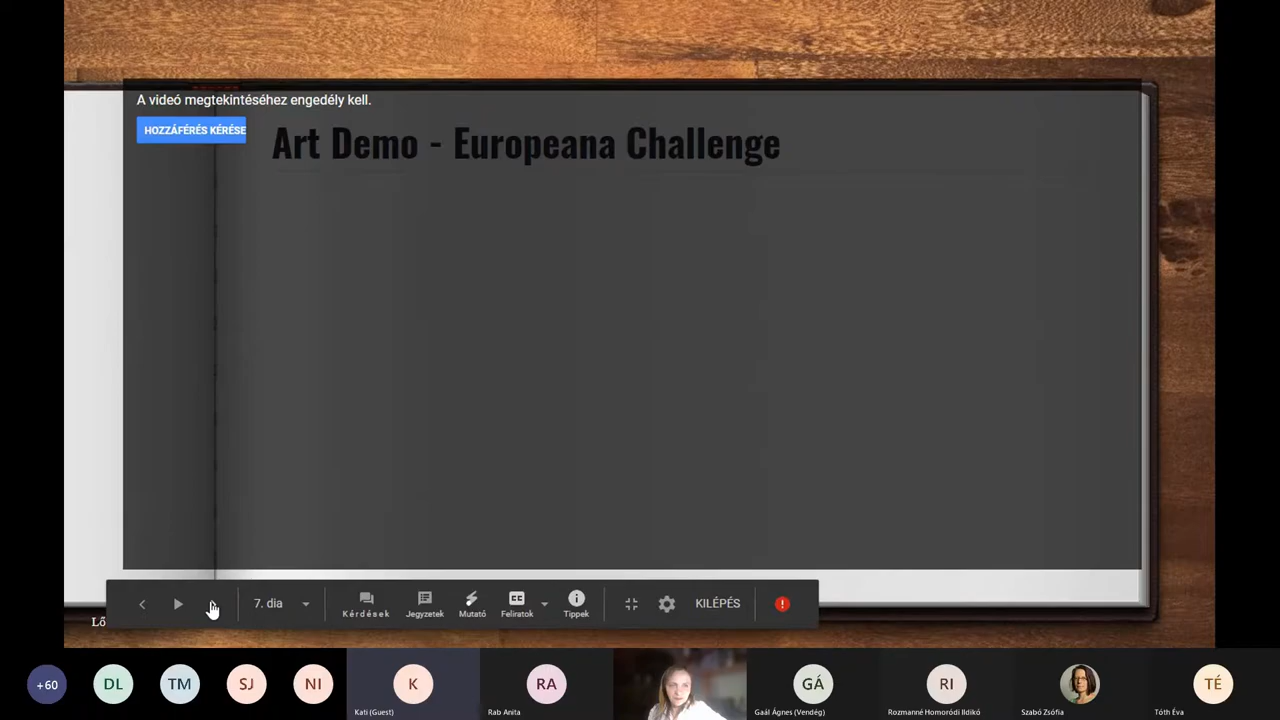 A videó megtekintéséhez engedély kell.
HOZZÁFÉRÉS KÉRÉSE
Art Demo - Europeana Challenge
7. dia
Kérdések
Jegyzetek
Mutató
Feliratok
Tippek
KILÉPÉS
Lő
+60
DL
TM
SJ
NI
K
Kati (Guest)
RA
Rab Anita
GÁ
Gaál Ágnes (Vendég)
RI
Rozmanné Homoródi Ildikó
Szabó Zsófia
TÉ
Tóth Éva